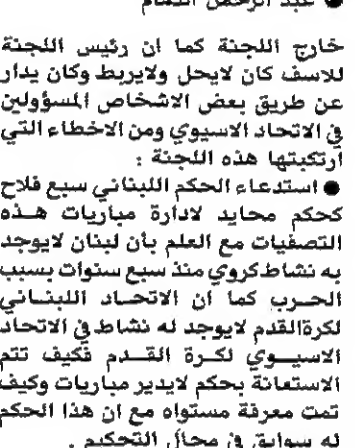 ● عبد الرحمن التمام
خارج اللجنة كما ان رئيس اللجنة
للاسف كان لايحل ولايربط وكان يدار
عن طريق بعض الاشخاص المسؤولين
في الاتحاد الاسيوي ومن الاخطاء التي
ارتكبتها هذه اللجنة :
● استدعاء الحكم اللبناني سبع فلاح
كحكم محايد لادارة مباريات هذه
التصفيات مع العلم بأن لبنان لايوجد
به نشاط كروي منذ سبع سنوات بسبب
الحرب كما ان الاتحاد اللبناني
لكرة القدم لايوجد له نشاط في الاتحاد
الاسيوي لكرة القدم فكيف تتم
الاستعانة بحكم لايدير مباريات وكيف
تمت معرفة مستواه مع ان هذا الحكم
له سوابق في مجال التحكيم .